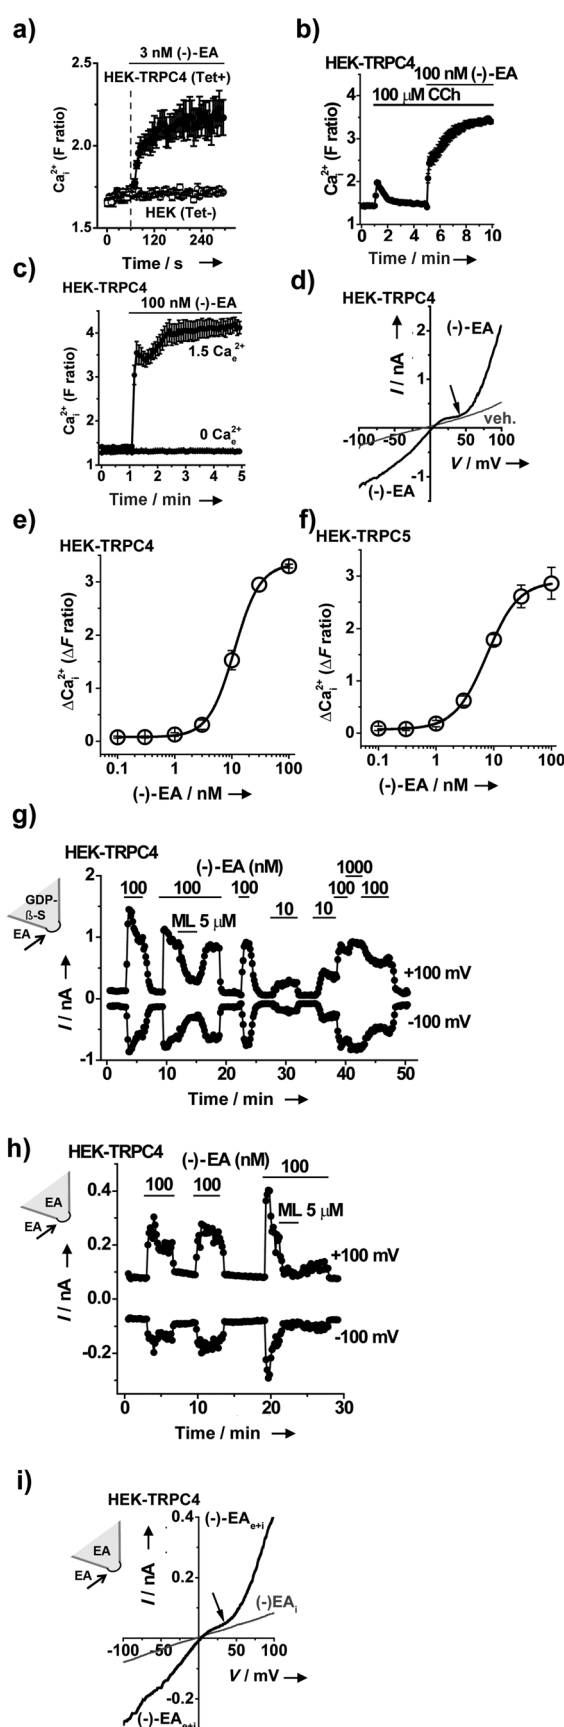 a)
3 nM (-)-EA
HEK-TRPC4 (Tet+)
2.5
2.0
1.5
Ca²⁺ᵢ (F ratio)
HEK (Tet-)
0 120 240
Time / s
b)
HEK-TRPC4
100 nM (-)-EA
100 μM CCh
4
3
2
1
Ca²⁺ᵢ (F ratio)
0 2 4 6 8 10
Time / min
c)
HEK-TRPC4
100 nM (-)-EA
4
3
2
1
Ca²⁺ᵢ (F ratio)
1.5 Ca²⁺ₑ
0 Ca²⁺ₑ
0 1 2 3 4 5
Time / min
d)
HEK-TRPC4
2
1
-1
I / nA
(-)-EA
veh.
-100 -50 50 100
V / mV
(-)-EA
e)
HEK-TRPC4
3
2
1
0
ΔCa²⁺ᵢ (ΔF ratio)
0.1 1 10 100
(-)-EA / nM
f)
HEK-TRPC5
3
2
1
0
ΔCa²⁺ᵢ (ΔF ratio)
0.1 1 10 100
(-)-EA / nM
g)
HEK-TRPC4
(-)-EA (nM)
GDP-
ß-S
EA
100 100 100 10 10 100 1000 100
ML 5 μM
2
1
0
-1
I / nA
+100 mV
-100 mV
0 10 20 30 40 50
Time / min
h)
HEK-TRPC4
(-)-EA (nM)
EA
EA
100 100 100
ML 5 μM
0.4
0.2
0.0
-0.2
I / nA
+100 mV
-100 mV
0 10 20 30
Time / min
i)
HEK-TRPC4
EA
EA
0.4
0.2
-0.2
I / nA
(-)-EAₑ₊ᵢ
(-)EAᵢ
-100 -50 50 100
V / mV
(-)-EAₑ₊ᵢ